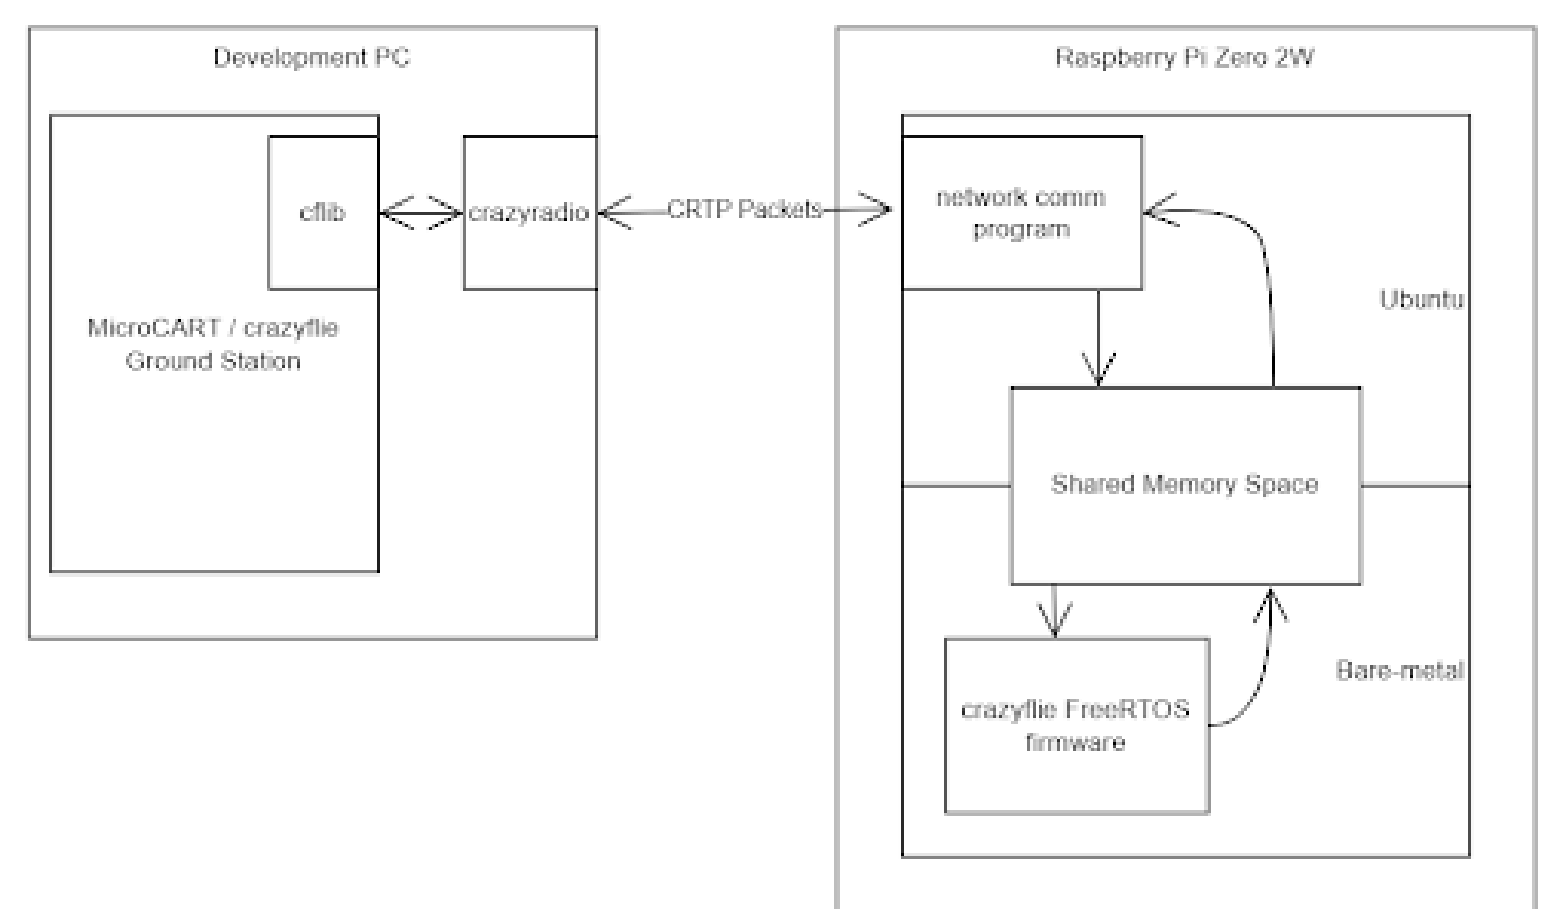 Development PC
Raspberry Pi Zero 2W
cflib
crazyradio
CRTP Packets
network comm
program
Ubuntu
MicroCART / crazyflie
Ground Station
Shared Memory Space
Bare-metal
crazyflie FreeRTOS
firmware